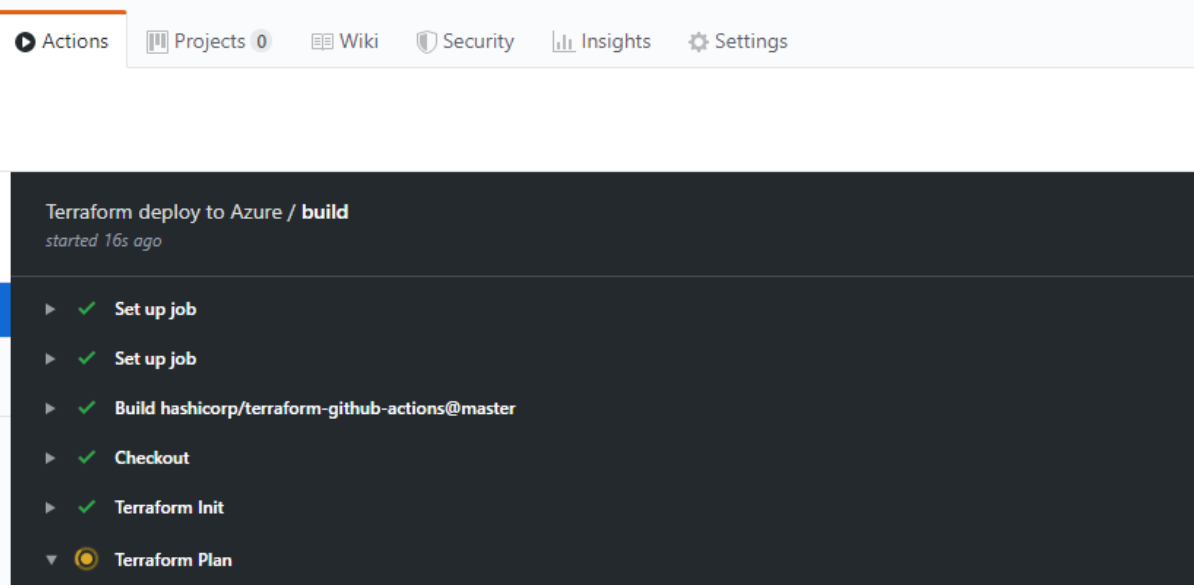 Actions Projects 0 Wiki Security Insights Settings
Terraform deploy to Azure / build
started 16s ago
Set up job
Set up job
Build hashicorp/terraform-github-actions@master
Checkout
Terraform Init
Terraform Plan